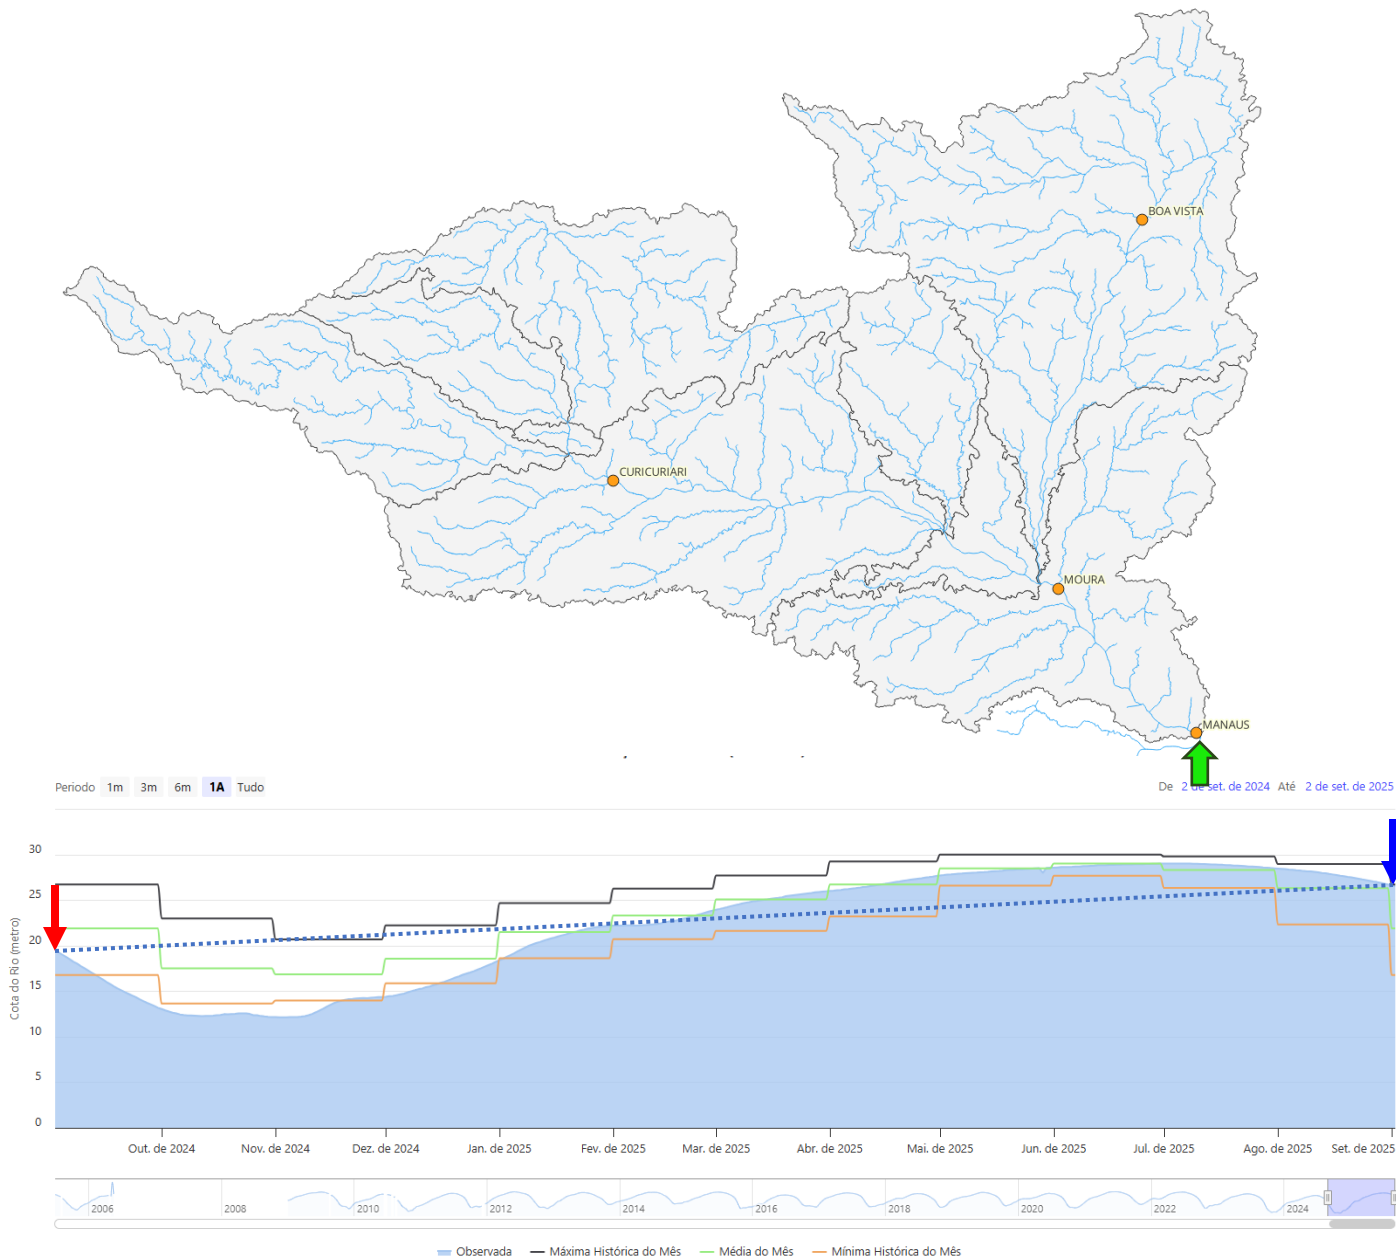 BOA VISTA
CURICURIARI
MOURA
MANAUS
Periodo 1m 3m 6m 1A Tudo
De 2 de set. de 2024 Até 2 de set. de 2025
30
25
20
15
10
5
0
Cota do Rio (metro)
Out. de 2024 Nov. de 2024 Dez. de 2024 Jan. de 2025 Fev. de 2025 Mar. de 2025 Abr. de 2025 Mai. de 2025 Jun. de 2025 Jul. de 2025 Ago. de 2025 Set. de 2025
2006 2008 2010 2012 2014 2016 2018 2020 2022 2024
Observada Máxima Histórica do Mês Média do Mês Mínima Histórica do Mês